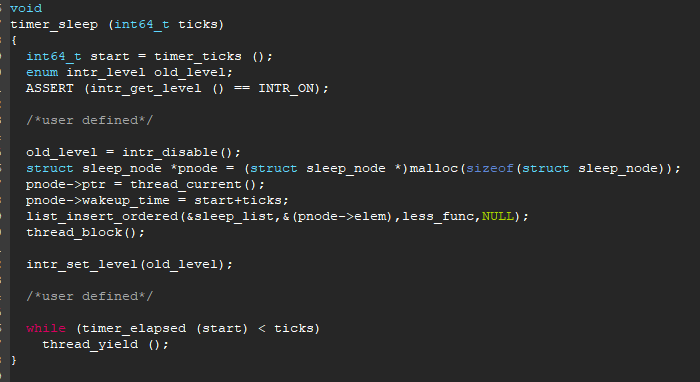 void
timer_sleep (int64_t ticks)
{
  int64_t start = timer_ticks ();
  enum intr_level old_level;
  ASSERT (intr_get_level () == INTR_ON);

  /*user defined*/

  old_level = intr_disable();
  struct sleep_node *pnode = (struct sleep_node *)malloc(sizeof(struct sleep_node));
  pnode->ptr = thread_current();
  pnode->wakeup_time = start+ticks;
  list_insert_ordered(&sleep_list,&(pnode->elem),less_func,NULL);
  thread_block();

  intr_set_level(old_level);

  /*user defined*/

  while (timer_elapsed (start) < ticks)
    thread_yield ();
}